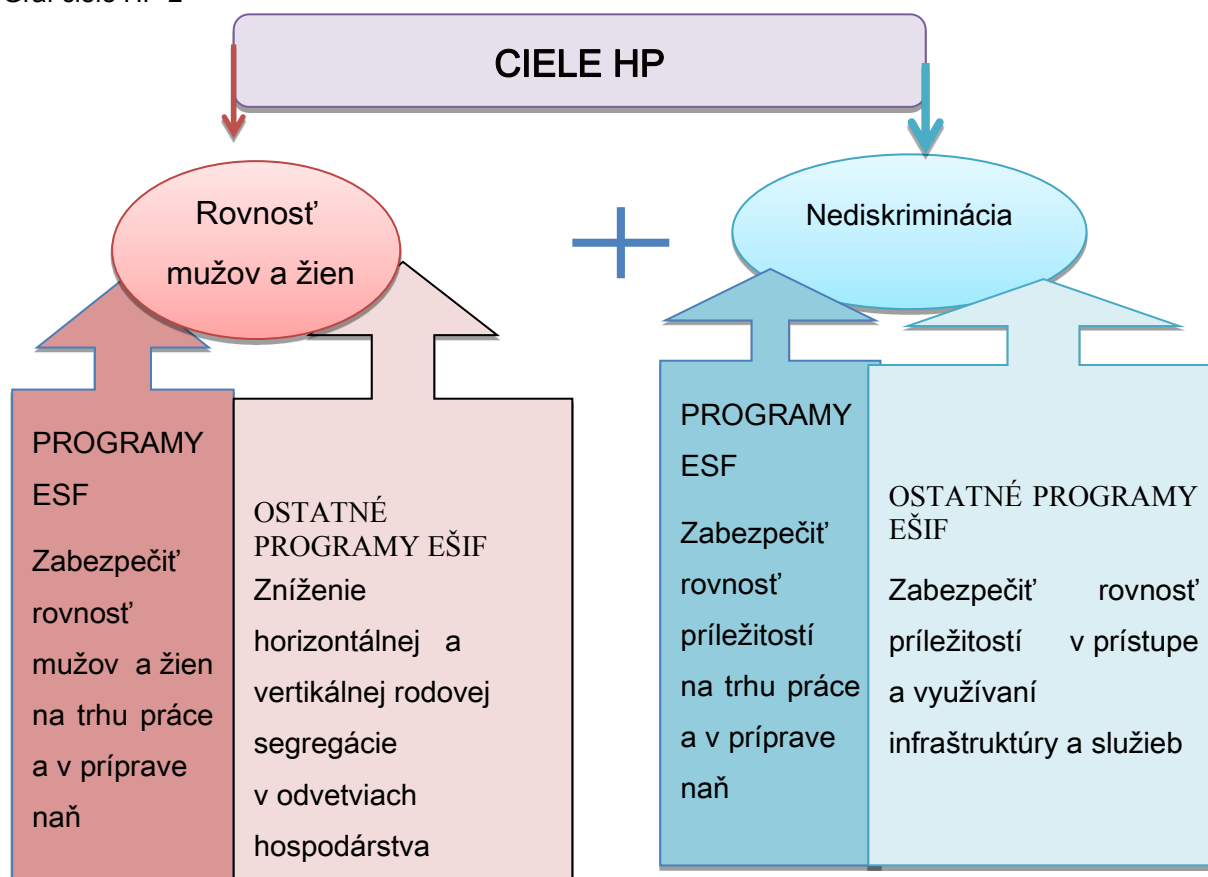 CIELE HP
Rovnosť
mužov a žien
Nediskriminácia
PROGRAMY
ESF
Zabezpečiť
rovnosť
mužov a žien
na trhu práce
a v príprave
naň
OSTATNÉ
PROGRAMY EŠIF
Zníženie
horizontálnej a
vertikálnej rodovej
segregácie
v odvetviach
hospodárstva
PROGRAMY
ESF
Zabezpečiť
rovnosť
príležitostí
na trhu práce
a v príprave
naň
OSTATNÉ PROGRAMY
EŠIF
Zabezpečiť rovnosť
príležitostí v prístupe
a využívaní
infraštruktúry a služieb